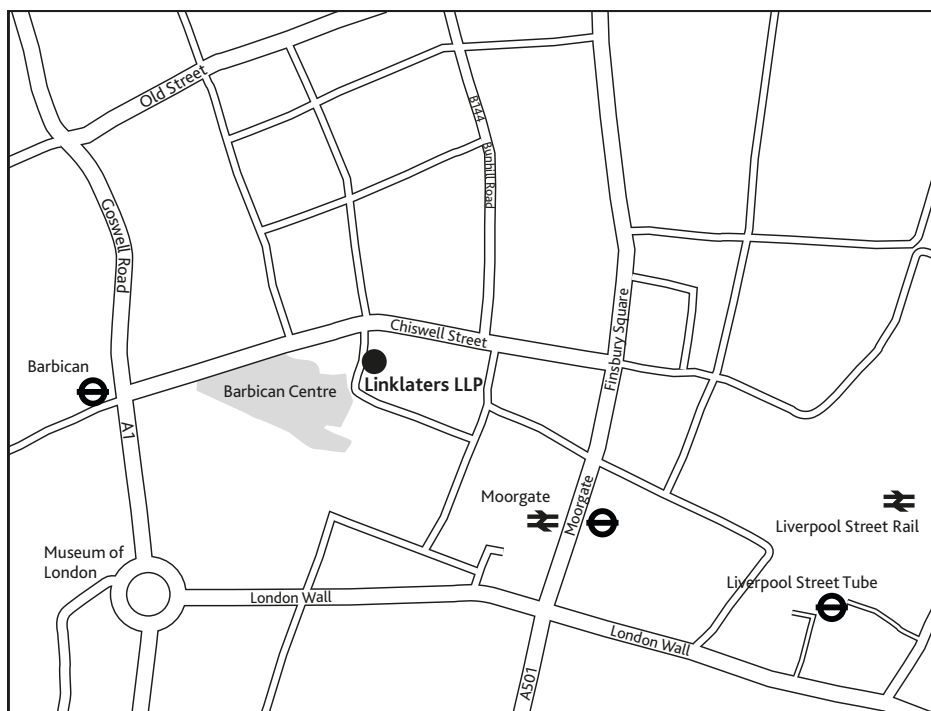 Old Street
B144
Bunhill Road
Goswell Road
Finsbury Square
Chiswell Street
Barbican
Barbican Centre
Linklaters LLP
A1
Moorgate
Moorgate
Liverpool Street Rail
Museum of
London
Liverpool Street Tube
London Wall
London Wall
A501